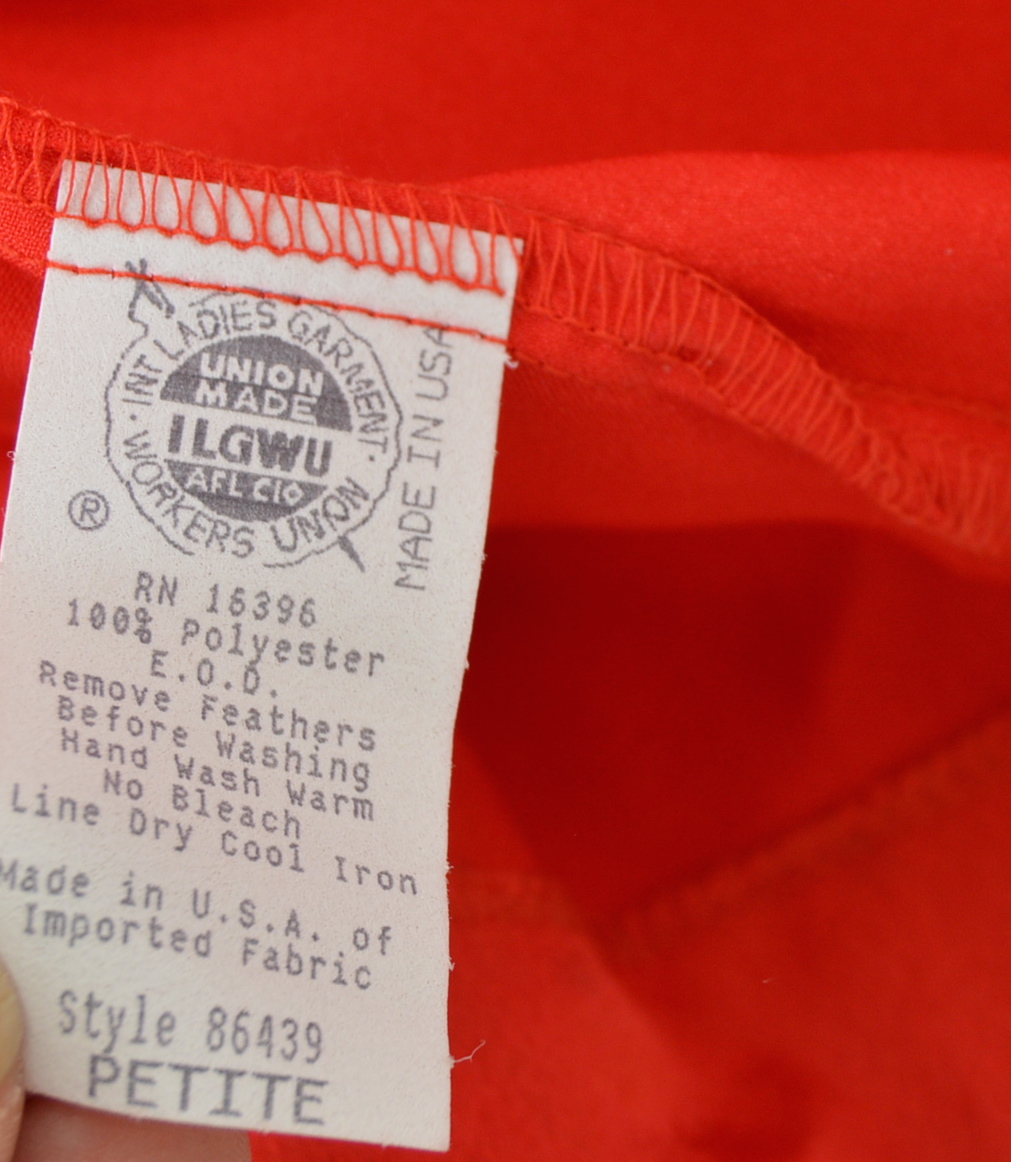 INT'L LADIES GARMENT
UNION
MADE
ILGWU
AFL CIO
WORKERS UNION
®
MADE IN USA
RN 16396
100% Polyester
E.O.D.
Remove Feathers
Before Washing
Hand Wash Warm
No Bleach
Line Dry Cool Iron
Made in U.S.A. of
Imported Fabric
Style 86439
PETITE